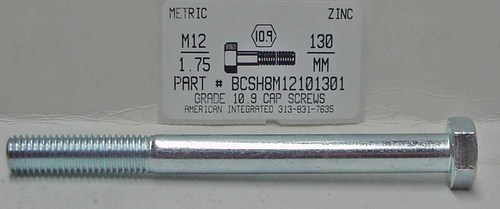 METRIC ZINC
M12 10.9 130
1.75 MM
PART # BCSH8M12101301
GRADE 10.9 CAP SCREWS
AMERICAN INTEGRATED 313-831-7635